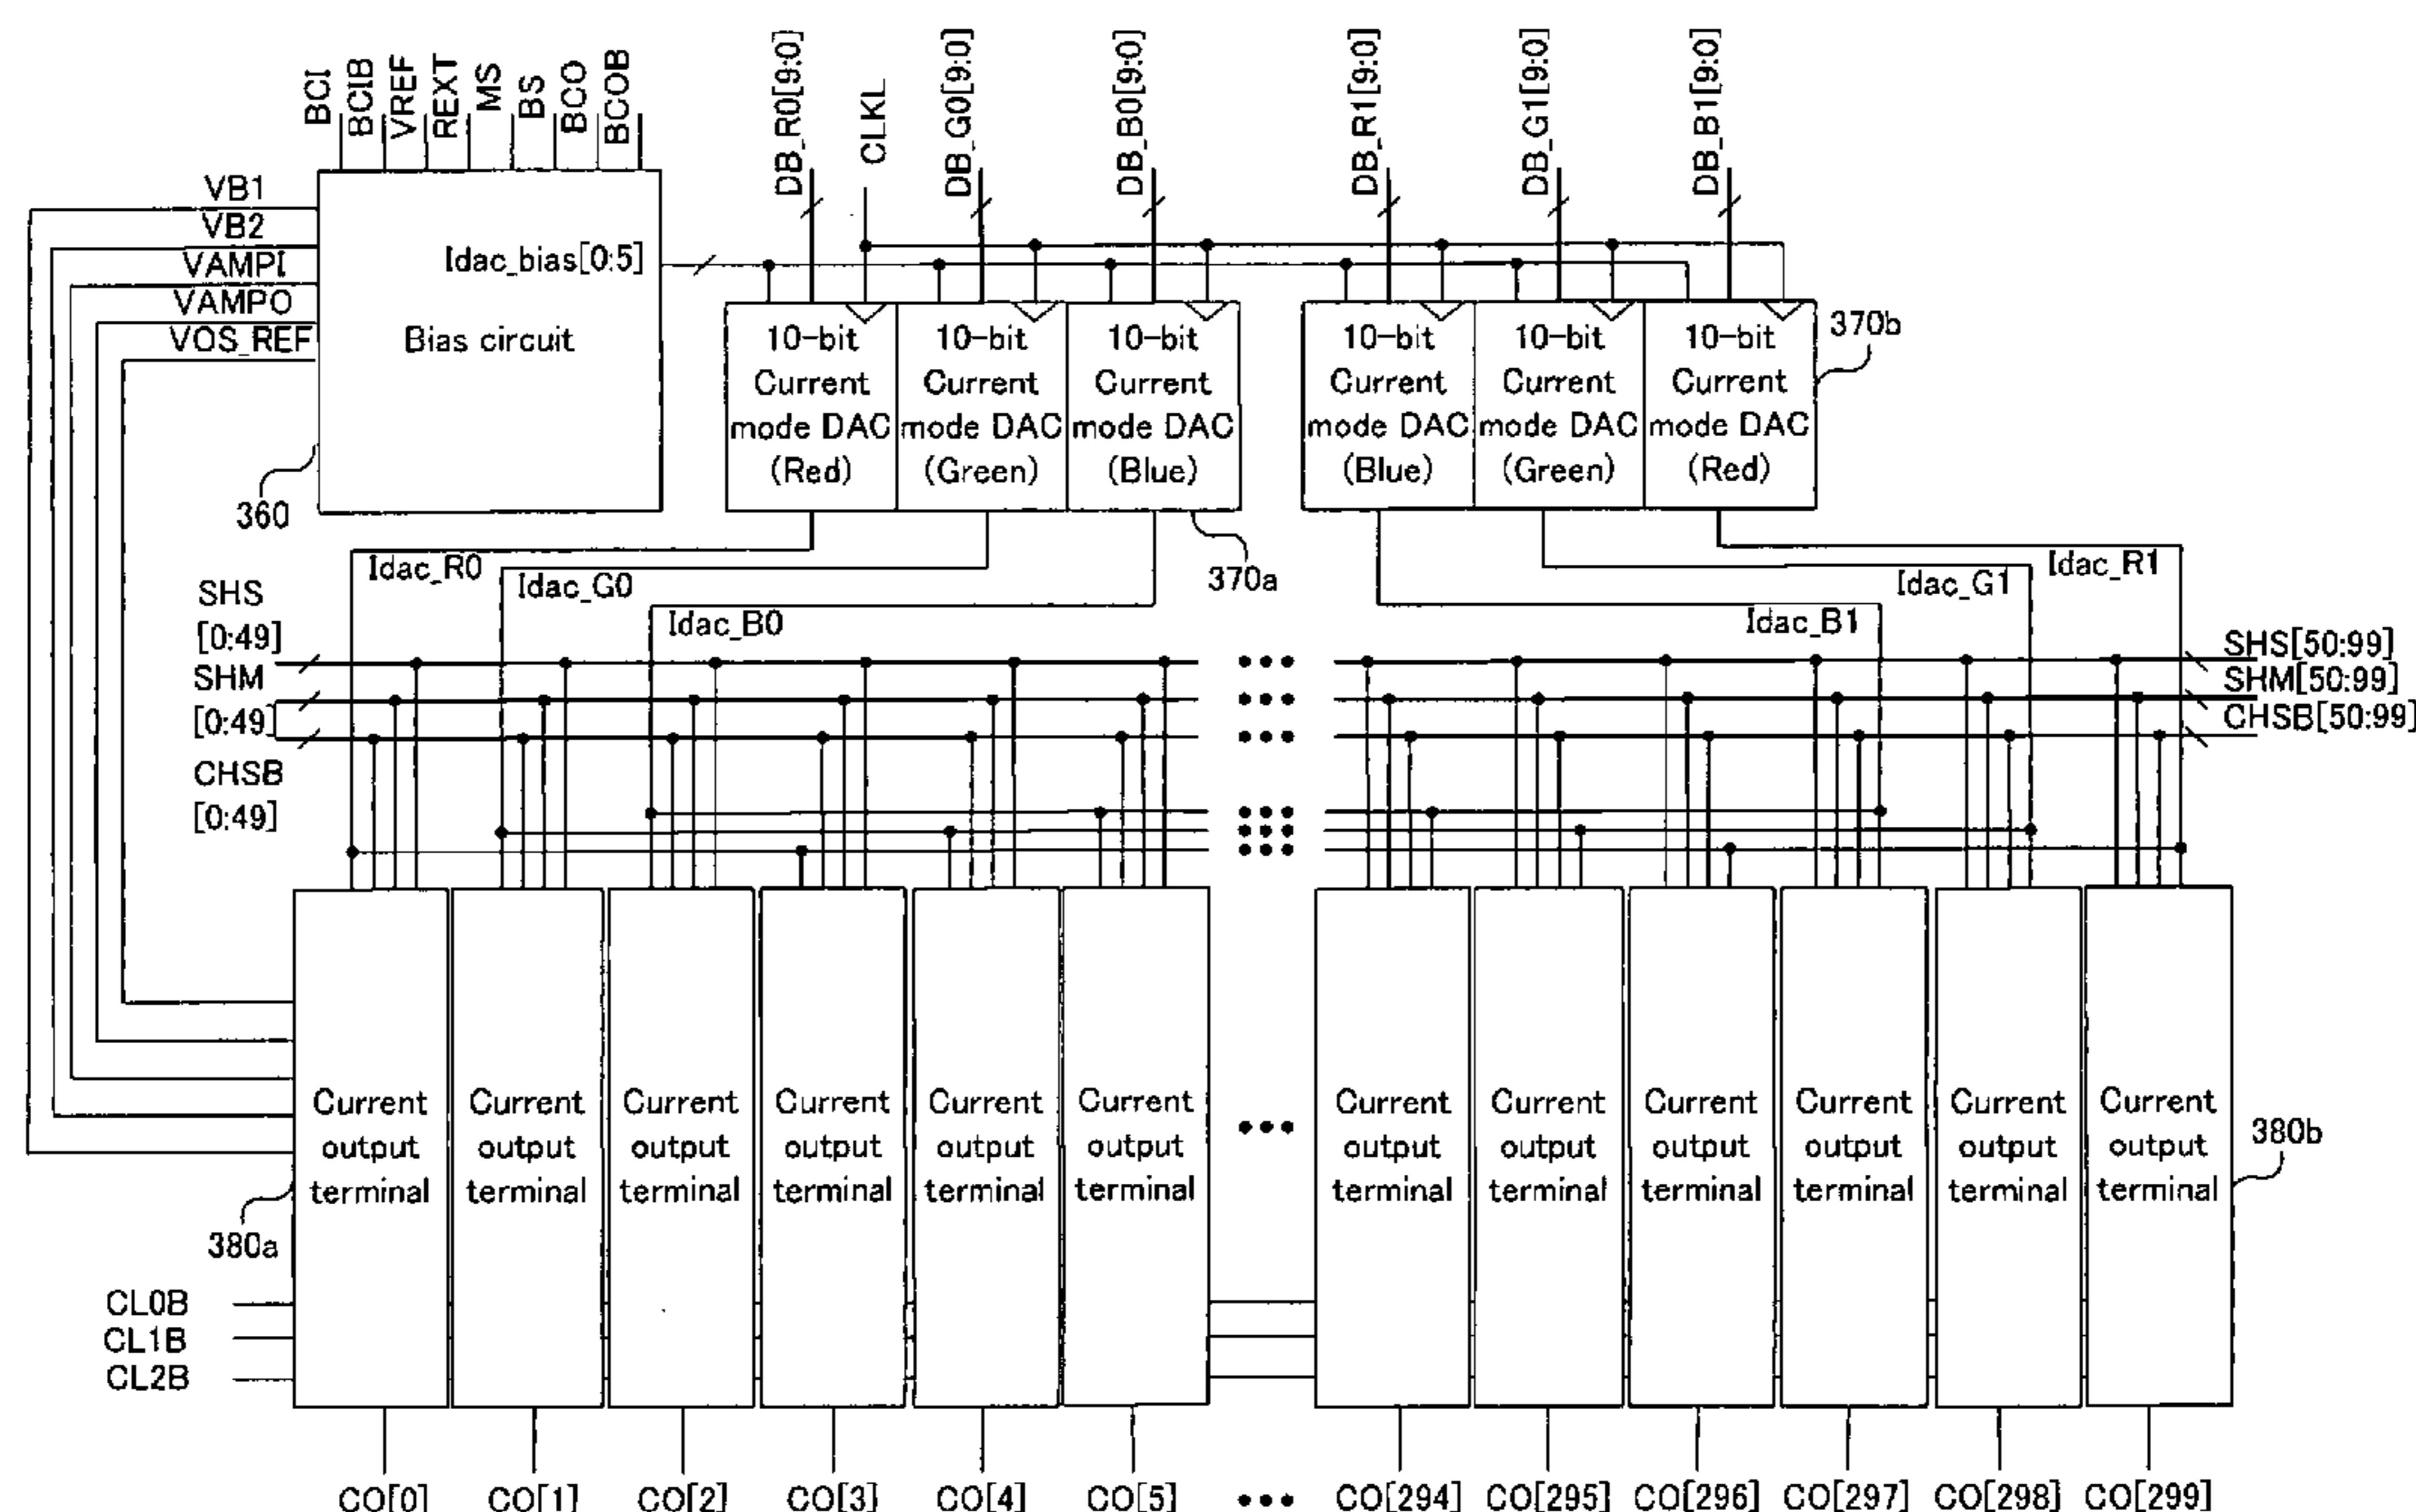 BCI
BCIB
VREF
REXT
MS
BS
BCO
BCOB
DB_R0[9:0]
CLKL
DB_G0[9:0]
DB_B0[9:0]
DB_R1[9:0]
DB_G1[9:0]
DB_B1[9:0]
VB1
VB2
VAMPI
VAMPO
VOS_REF
Idac_bias[0:5]
Bias circuit
360
10-bit
Current
mode DAC
(Red)
10-bit
Current
mode DAC
(Green)
10-bit
Current
mode DAC
(Blue)
370a
10-bit
Current
mode DAC
(Blue)
10-bit
Current
mode DAC
(Green)
10-bit
Current
mode DAC
(Red)
370b
Idac_R0
Idac_G0
Idac_B0
Idac_B1
Idac_G1
Idac_R1
SHS
[0:49]
SHM
[0:49]
CHSB
[0:49]
SHS[50:99]
SHM[50:99]
CHSB[50:99]
Current
output
terminal
Current
output
terminal
Current
output
terminal
Current
output
terminal
Current
output
terminal
Current
output
terminal
Current
output
terminal
Current
output
terminal
Current
output
terminal
Current
output
terminal
Current
output
terminal
Current
output
terminal
380a
380b
CL0B
CL1B
CL2B
CO[0]
CO[1]
CO[2]
CO[3]
CO[4]
CO[5]
•••
CO[294]
CO[295]
CO[296]
CO[297]
CO[298]
CO[299]